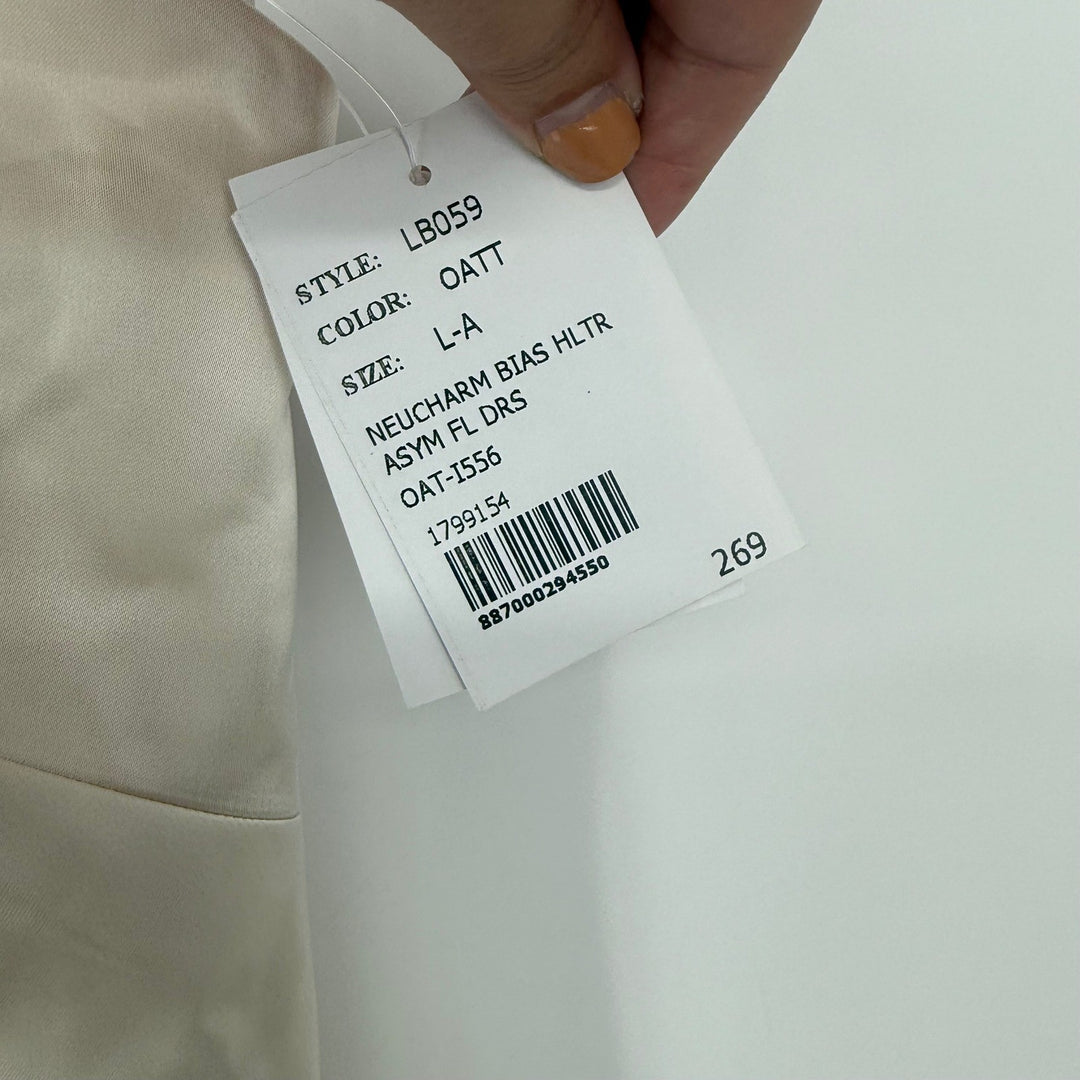 STYLE: LB059
COLOR: OATT
SIZE: L-A
NEUCHARM BIAS HLTR
ASYM FL DRS
OAT-I556
1799154
887000294550
269